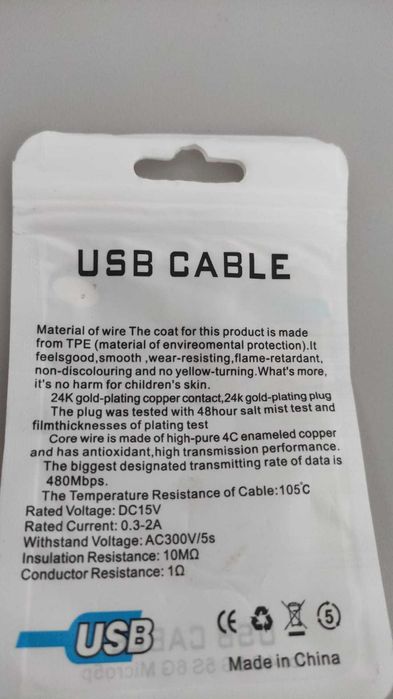 USB CABLE
Material of wire The coat for this product is made
from TPE (material of envireomental protection).It
feelsgood,smooth ,wear-resisting,flame-retardant,
non-discolouring and no yellow-turning.What's more,
it's no harm for children's skin.
24K gold-plating copper contact,24k gold-plating plug
The plug was tested with 48hour salt mist test and
filmthicknesses of plating test
Core wire is made of high-pure 4C enameled copper
and has antioxidant,high transmission performance.
The biggest designated transmitting rate of data is
480Mbps.
The Temperature Resistance of Cable:105℃
Rated Voltage: DC15V
Rated Current: 0.3-2A
Withstand Voltage: AC300V/5s
Insulation Resistance: 10MΩ
Conductor Resistance: 1Ω
USB
CE
5
Made in China